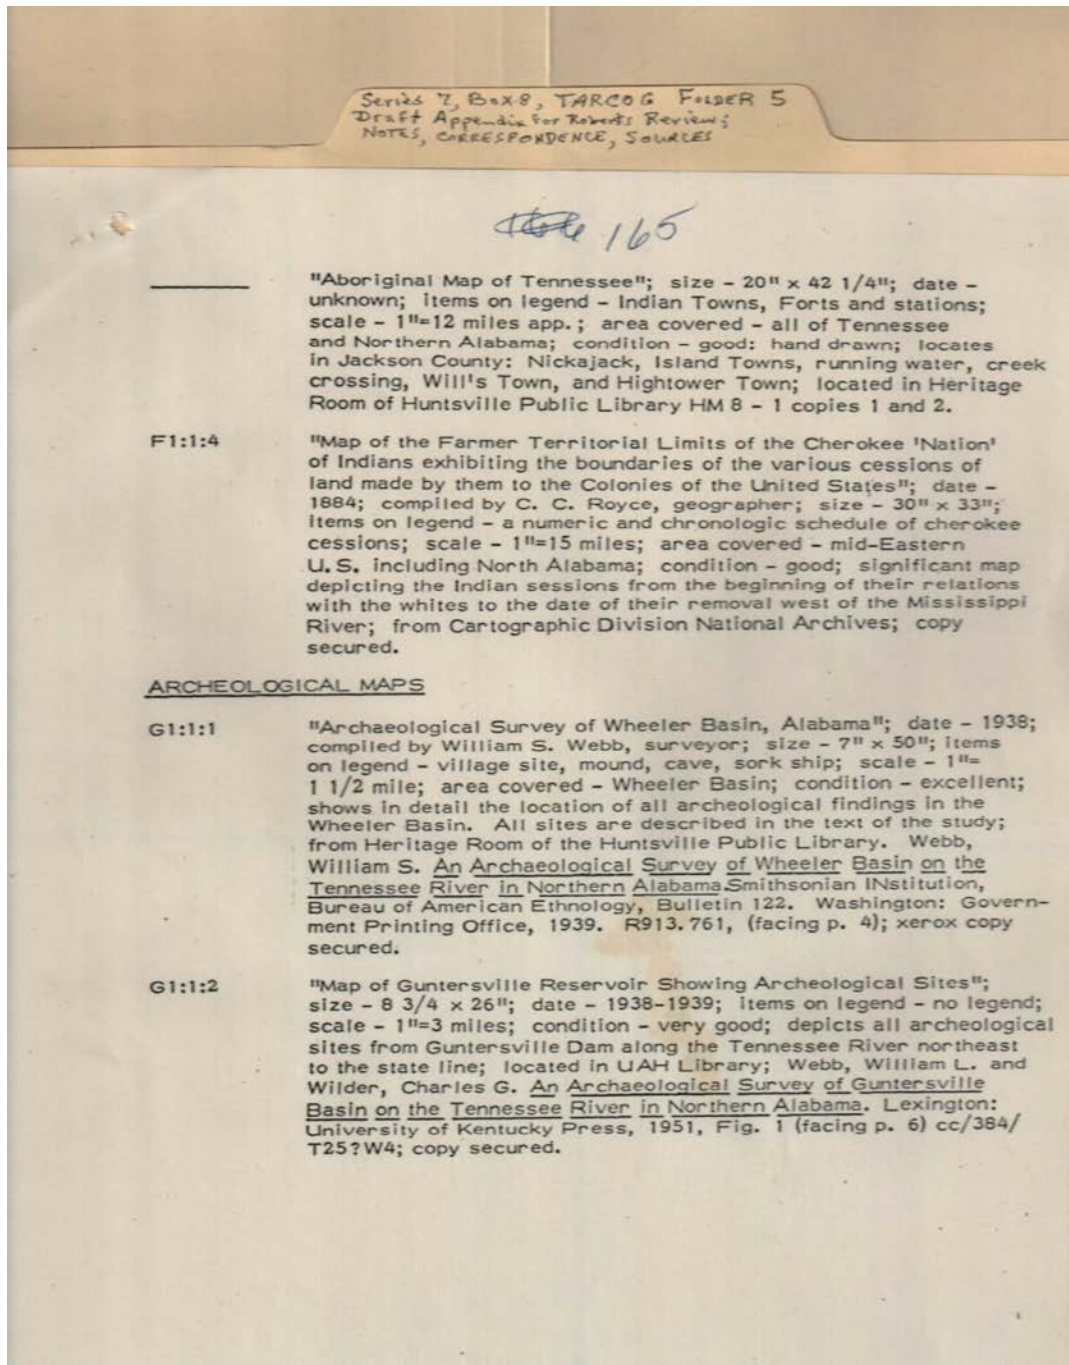 Series 7, Box 8, TARCOG FOLDER 5
Draft Appendix for Roberts Review;
NOTES, CORRESPONDENCE, SOURCES
165
"Aboriginal Map of Tennessee"; size - 20" x 42 1/4"; date -
unknown; items on legend - Indian Towns, Forts and stations;
scale - 1"=12 miles app.; area covered - all of Tennessee
and Northern Alabama; condition - good: hand drawn; locates
in Jackson County: Nickajack, Island Towns, running water, creek
crossing, Will's Town, and Hightower Town; located in Heritage
Room of Huntsville Public Library HM 8 - 1 copies 1 and 2.
F1:1:4 "Map of the Farmer Territorial Limits of the Cherokee 'Nation'
of Indians exhibiting the boundaries of the various cessions of
land made by them to the Colonies of the United States"; date -
1884; compiled by C. C. Royce, geographer; size - 30" x 33";
items on legend - a numeric and chronologic schedule of cherokee
cessions; scale - 1"=15 miles; area covered - mid-Eastern
U.S. including North Alabama; condition - good; significant map
depicting the Indian sessions from the beginning of their relations
with the whites to the date of their removal west of the Mississippi
River; from Cartographic Division National Archives; copy
secured.
ARCHEOLOGICAL MAPS
G1:1:1 "Archaeological Survey of Wheeler Basin, Alabama"; date - 1938;
compiled by William S. Webb, surveyor; size - 7" x 50"; items
on legend - village site, mound, cave, sork ship; scale - 1"=
1 1/2 mile; area covered - Wheeler Basin; condition - excellent;
shows in detail the location of all archeological findings in the
Wheeler Basin. All sites are described in the text of the study;
from Heritage Room of the Huntsville Public Library. Webb,
William S. An Archaeological Survey of Wheeler Basin on the
Tennessee River in Northern Alabama.Smithsonian INstitution,
Bureau of American Ethnology, Bulletin 122. Washington: Govern-
ment Printing Office, 1939. R913.761, (facing p. 4); xerox copy
secured.
G1:1:2 "Map of Guntersville Reservoir Showing Archeological Sites";
size - 8 3/4 x 26"; date - 1938-1939; items on legend - no legend;
scale - 1"=3 miles; condition - very good; depicts all archeological
sites from Guntersville Dam along the Tennessee River northeast
to the state line; located in UAH Library; Webb, William L. and
Wilder, Charles G. An Archaeological Survey of Guntersville
Basin on the Tennessee River in Northern Alabama. Lexington:
University of Kentucky Press, 1951, Fig. 1 (facing p. 6) cc/384/
T25?W4; copy secured.